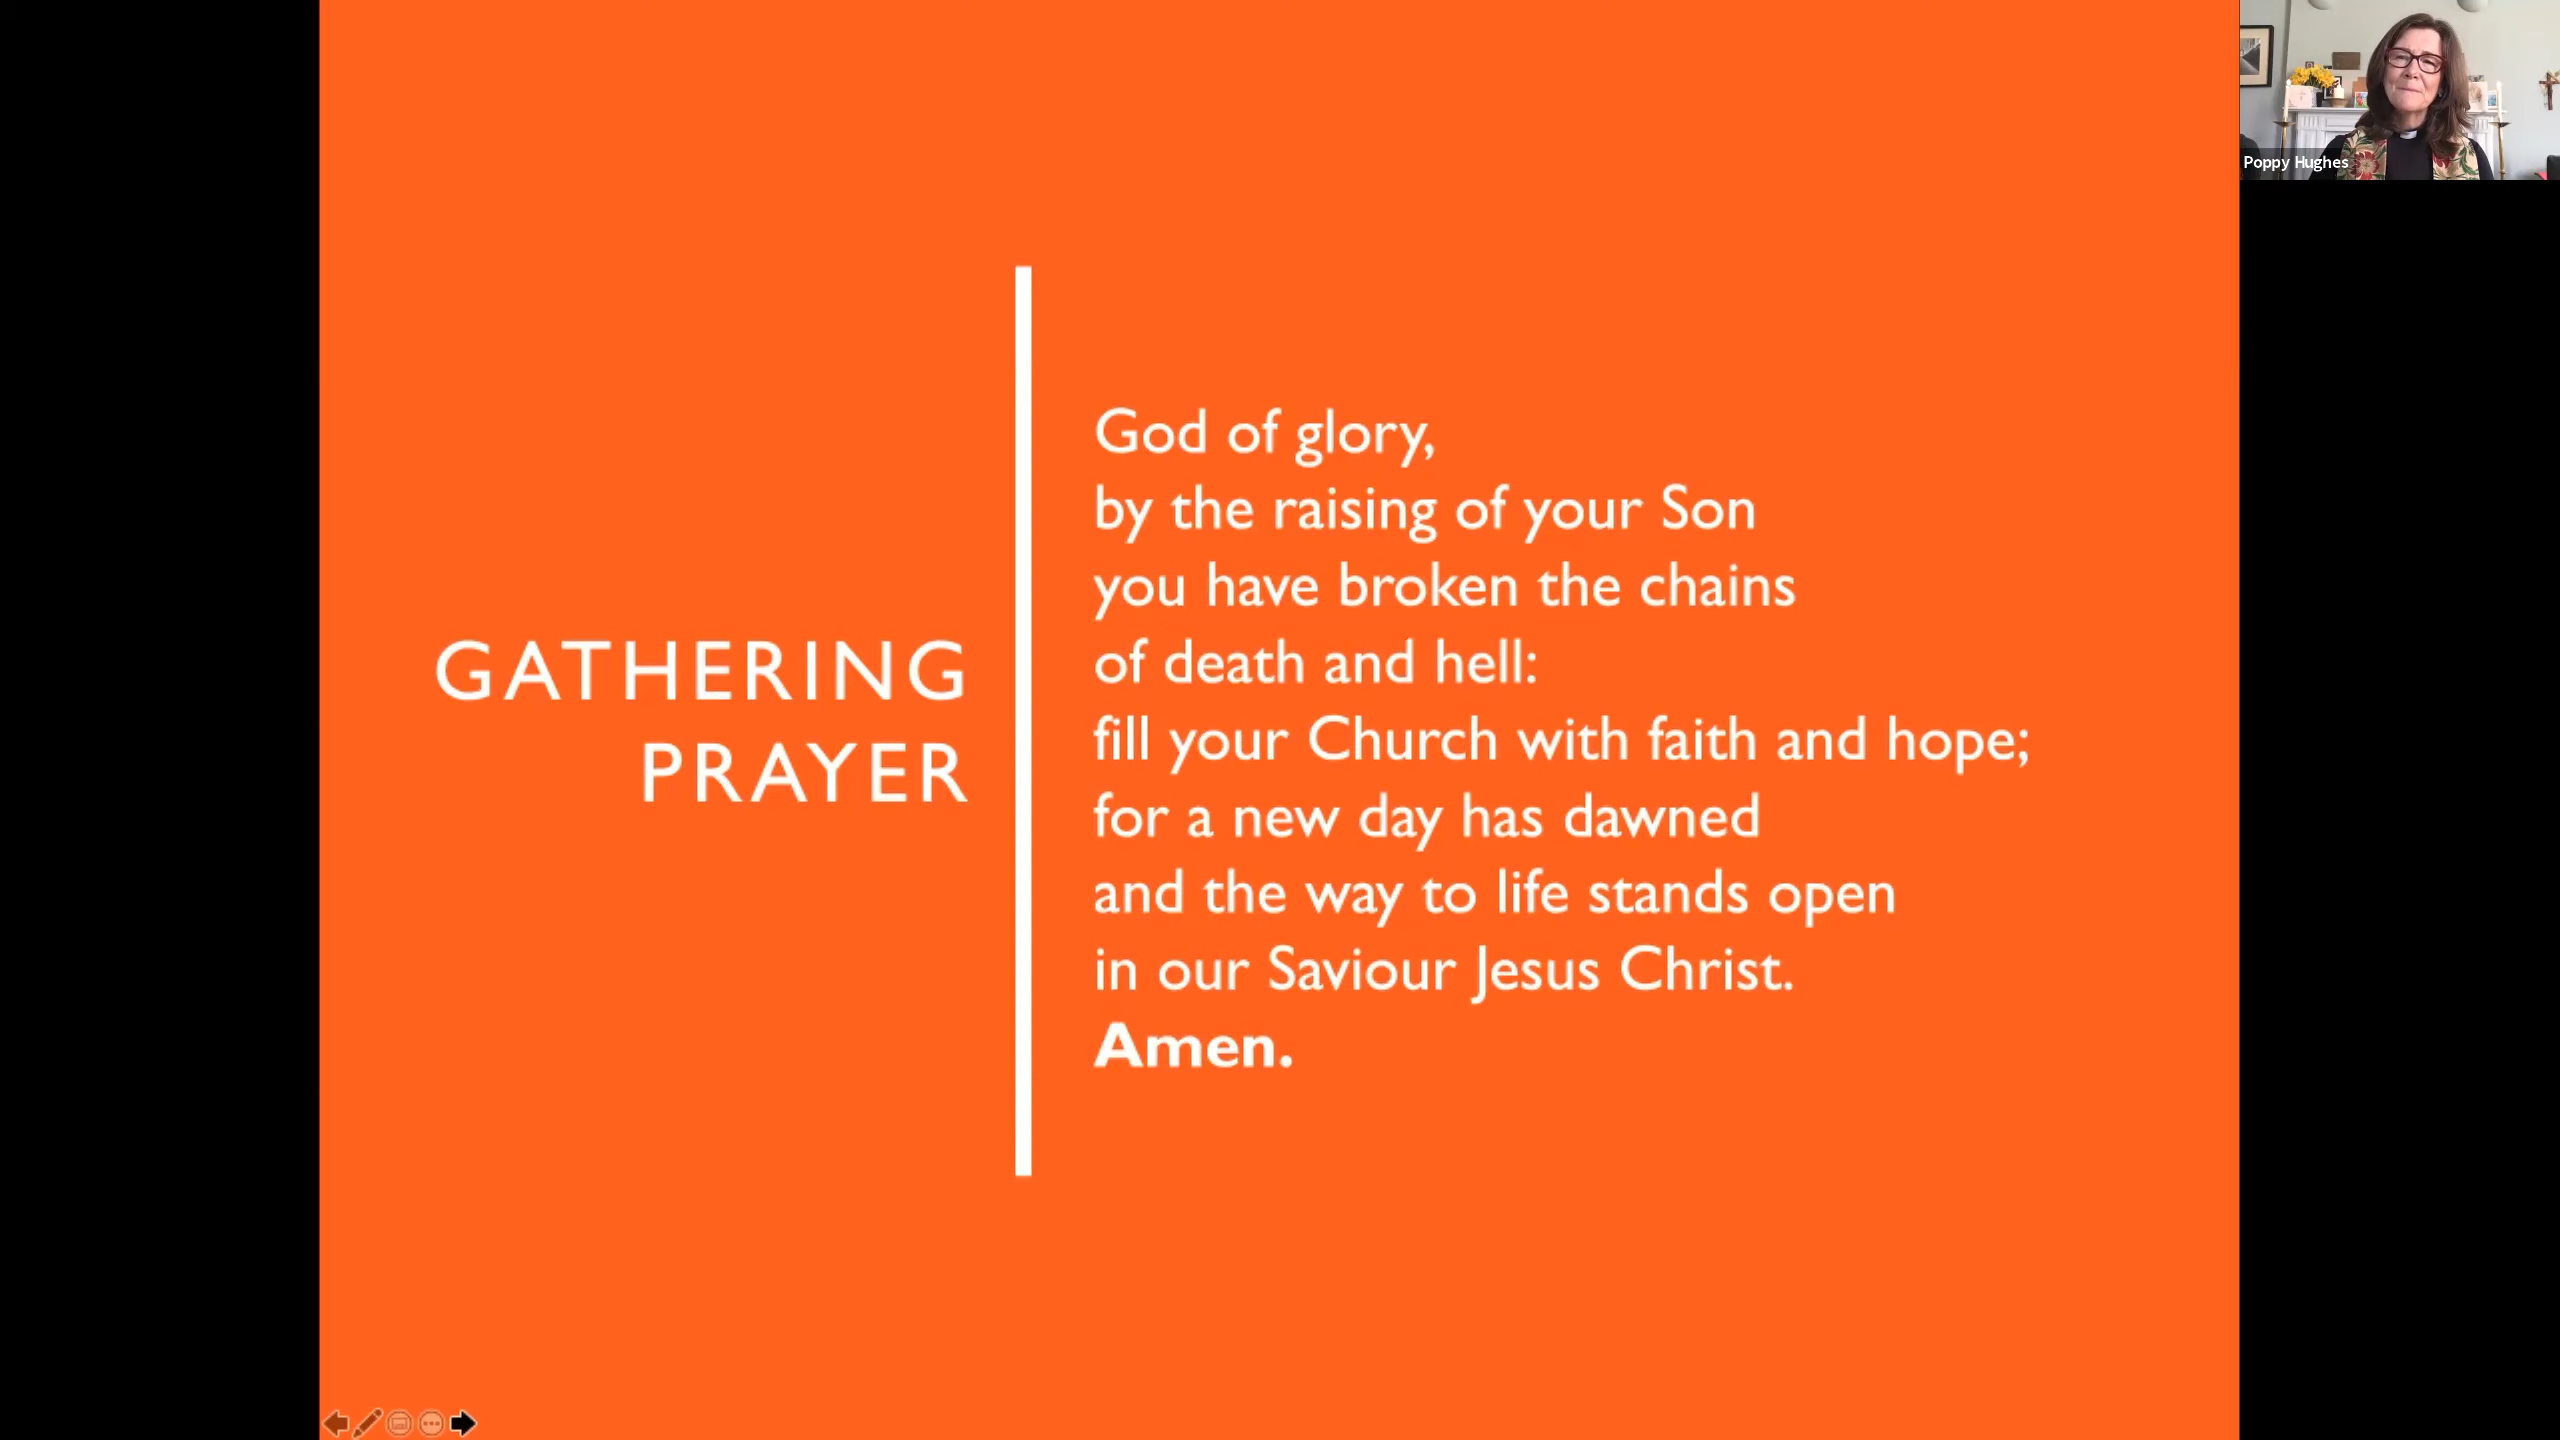 GATHERING
PRAYER
God of glory,
by the raising of your Son
you have broken the chains
of death and hell:
fill your Church with faith and hope;
for a new day has dawned
and the way to life stands open
in our Saviour Jesus Christ.
Amen.
Poppy Hughes